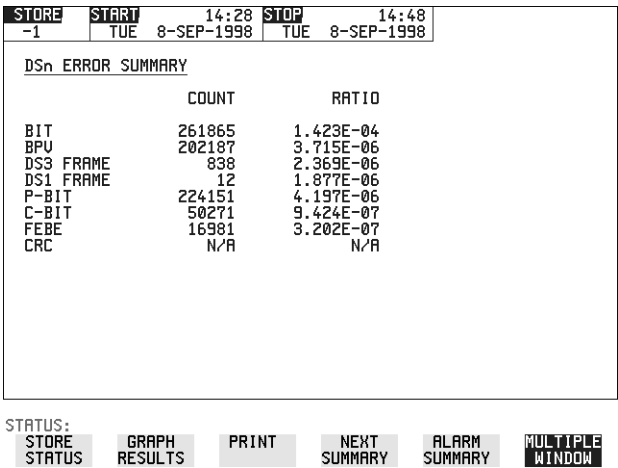 STORE START 14:28 STOP 14:48
-1 TUE 8-SEP-1998 TUE 8-SEP-1998
DSn ERROR SUMMARY
COUNT RATIO
BIT 261865 1.423E-04
BPV 202187 3.715E-06
DS3 FRAME 838 2.369E-06
DS1 FRAME 12 1.877E-06
P-BIT 224151 4.197E-06
C-BIT 50271 9.424E-07
FEBE 16981 3.202E-07
CRC N/A N/A
STATUS:
STORE GRAPH PRINT NEXT ALARM MULTIPLE
STATUS RESULTS SUMMARY SUMMARY WINDOW